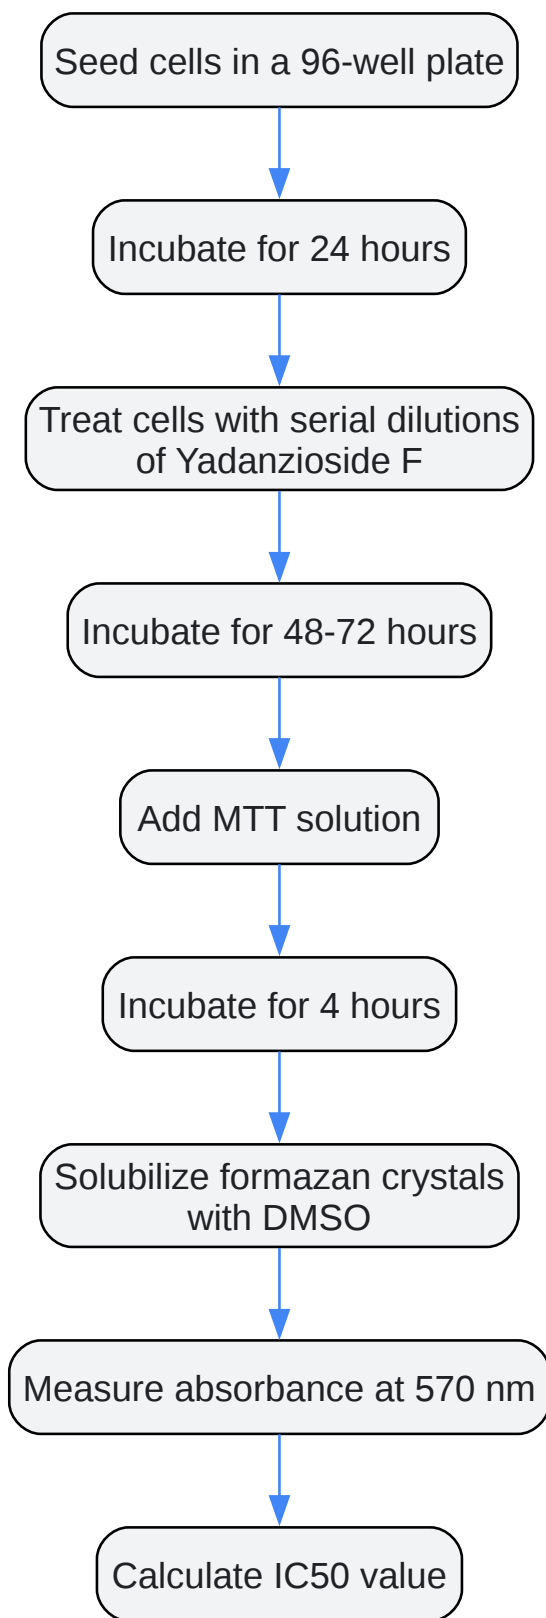 Seed cells in a 96-well plate
Incubate for 24 hours
Treat cells with serial dilutions
of Yadanzioside F
Incubate for 48-72 hours
Add MTT solution
Incubate for 4 hours
Solubilize formazan crystals
with DMSO
Measure absorbance at 570 nm
Calculate IC50 value